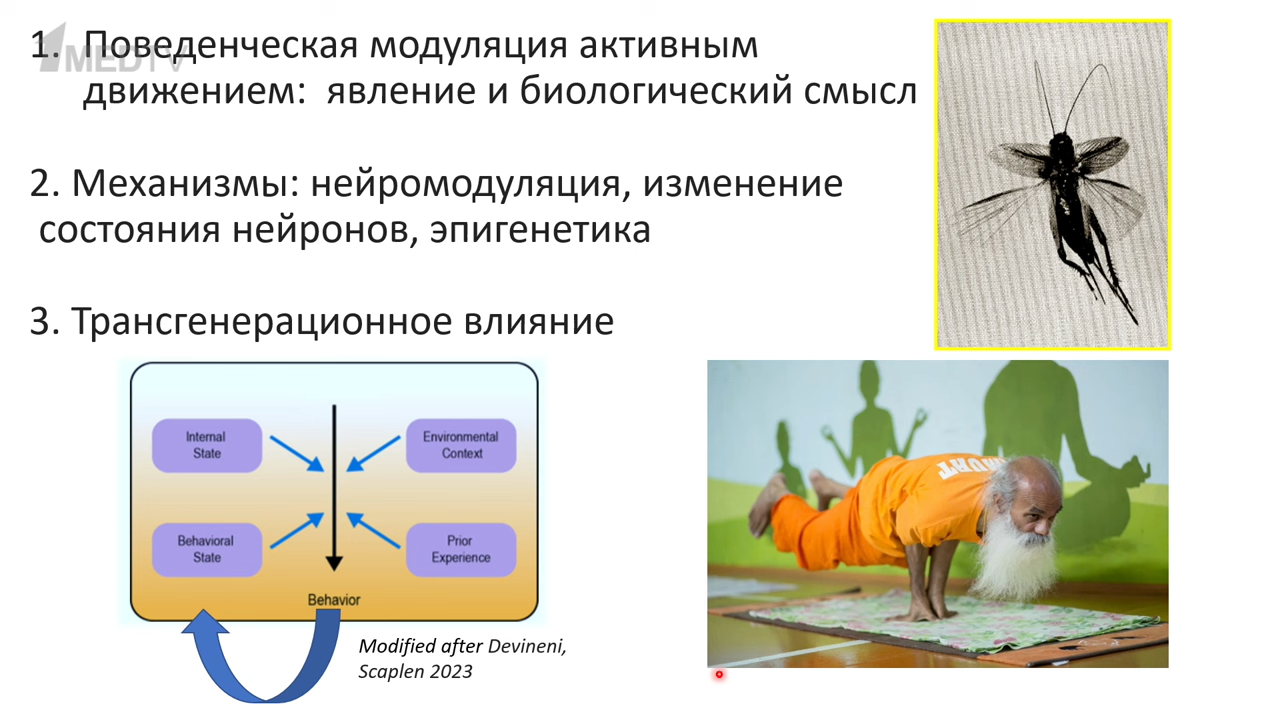 1MEDTV
1. Поведенческая модуляция активным
движением: явление и биологический смысл
2. Механизмы: нейромодуляция, изменение
состояния нейронов, эпигенетика
3. Трансгенерационное влияние
Internal
State
Environmental
Context
Behavioral
State
Prior
Experience
Behavior
Modified after Devineni,
Scaplen 2023